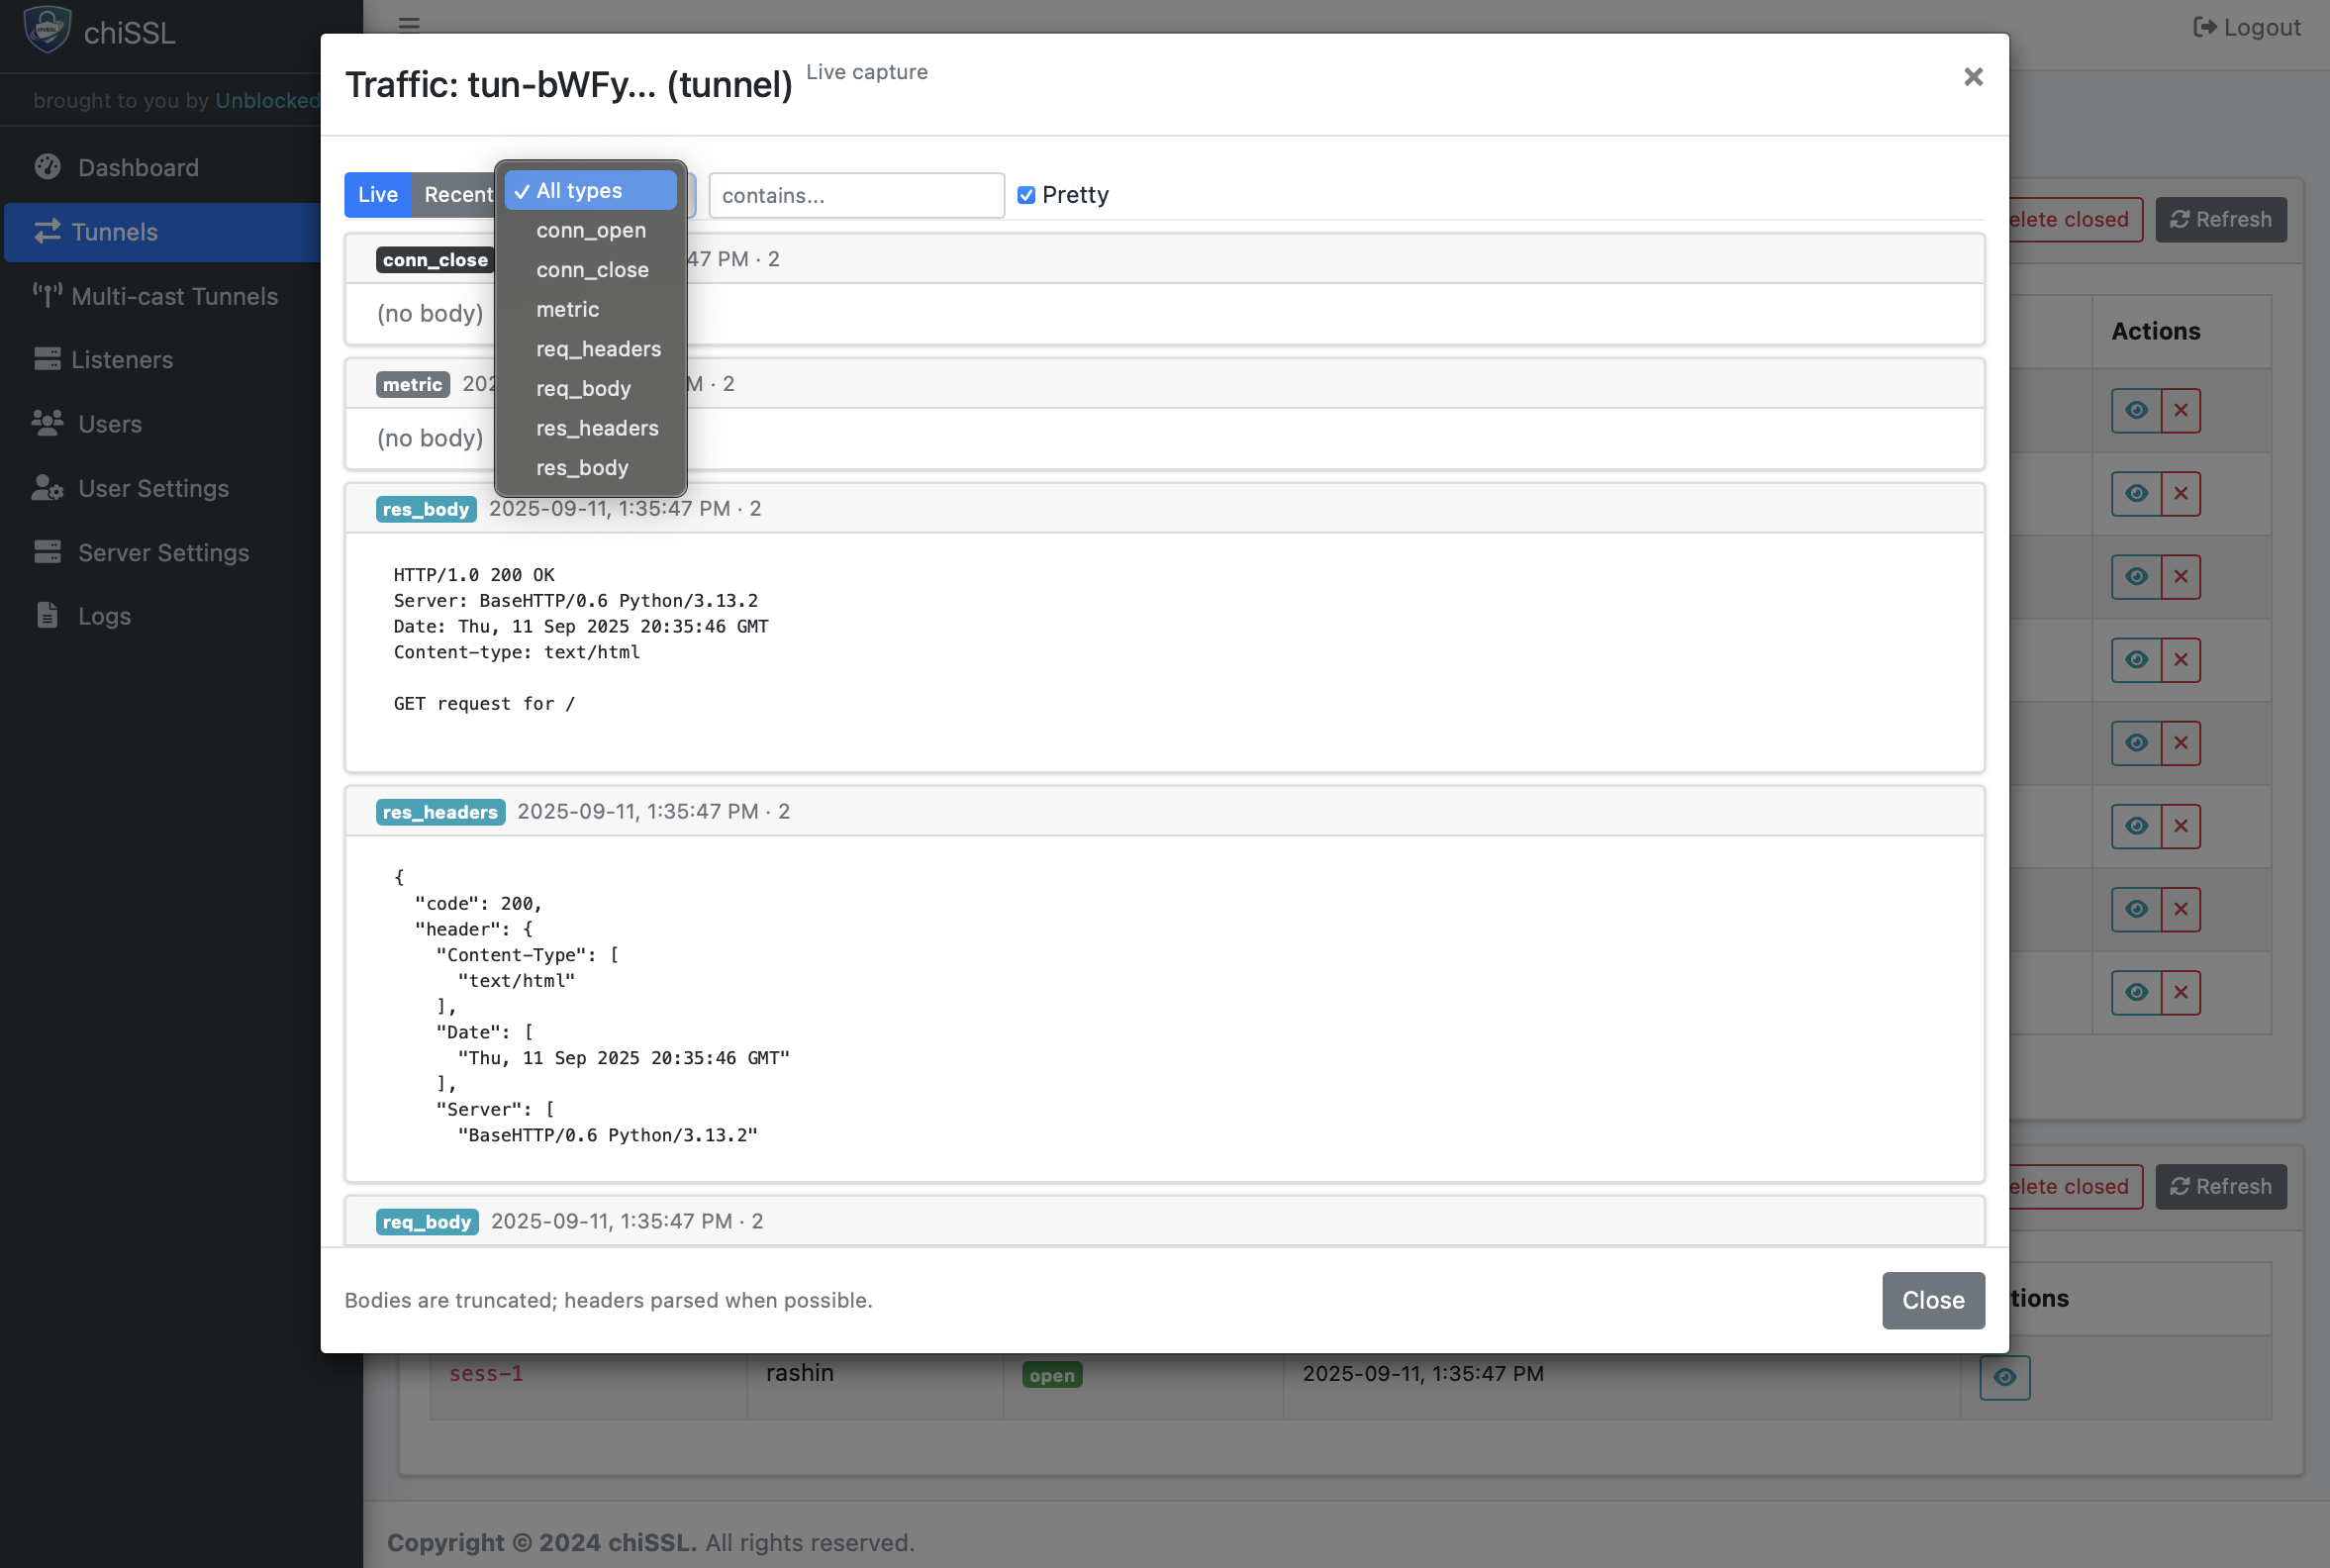 chiSSL
Logout
brought to you by Unblocked
Dashboard
Tunnels
Multi-cast Tunnels
Listeners
Users
User Settings
Server Settings
Logs
Traffic: tun-bWFy... (tunnel) Live capture
×
Live Recent
✓ All types
conn_open
conn_close
metric
req_headers
req_body
res_headers
res_body
contains...
Pretty
conn_close 47 PM · 2
(no body)
metric 202 M · 2
(no body)
res_body 2025-09-11, 1:35:47 PM · 2
HTTP/1.0 200 OK
Server: BaseHTTP/0.6 Python/3.13.2
Date: Thu, 11 Sep 2025 20:35:46 GMT
Content-type: text/html
GET request for /
res_headers 2025-09-11, 1:35:47 PM · 2
{
"code": 200,
"header": {
"Content-Type": [
"text/html"
],
"Date": [
"Thu, 11 Sep 2025 20:35:46 GMT"
],
"Server": [
"BaseHTTP/0.6 Python/3.13.2"
req_body 2025-09-11, 1:35:47 PM · 2
Bodies are truncated; headers parsed when possible.
Close
elete closed
Refresh
Actions
elete closed
Refresh
tions
sess-1 rashin open 2025-09-11, 1:35:47 PM
Copyright © 2024 chiSSL. All rights reserved.